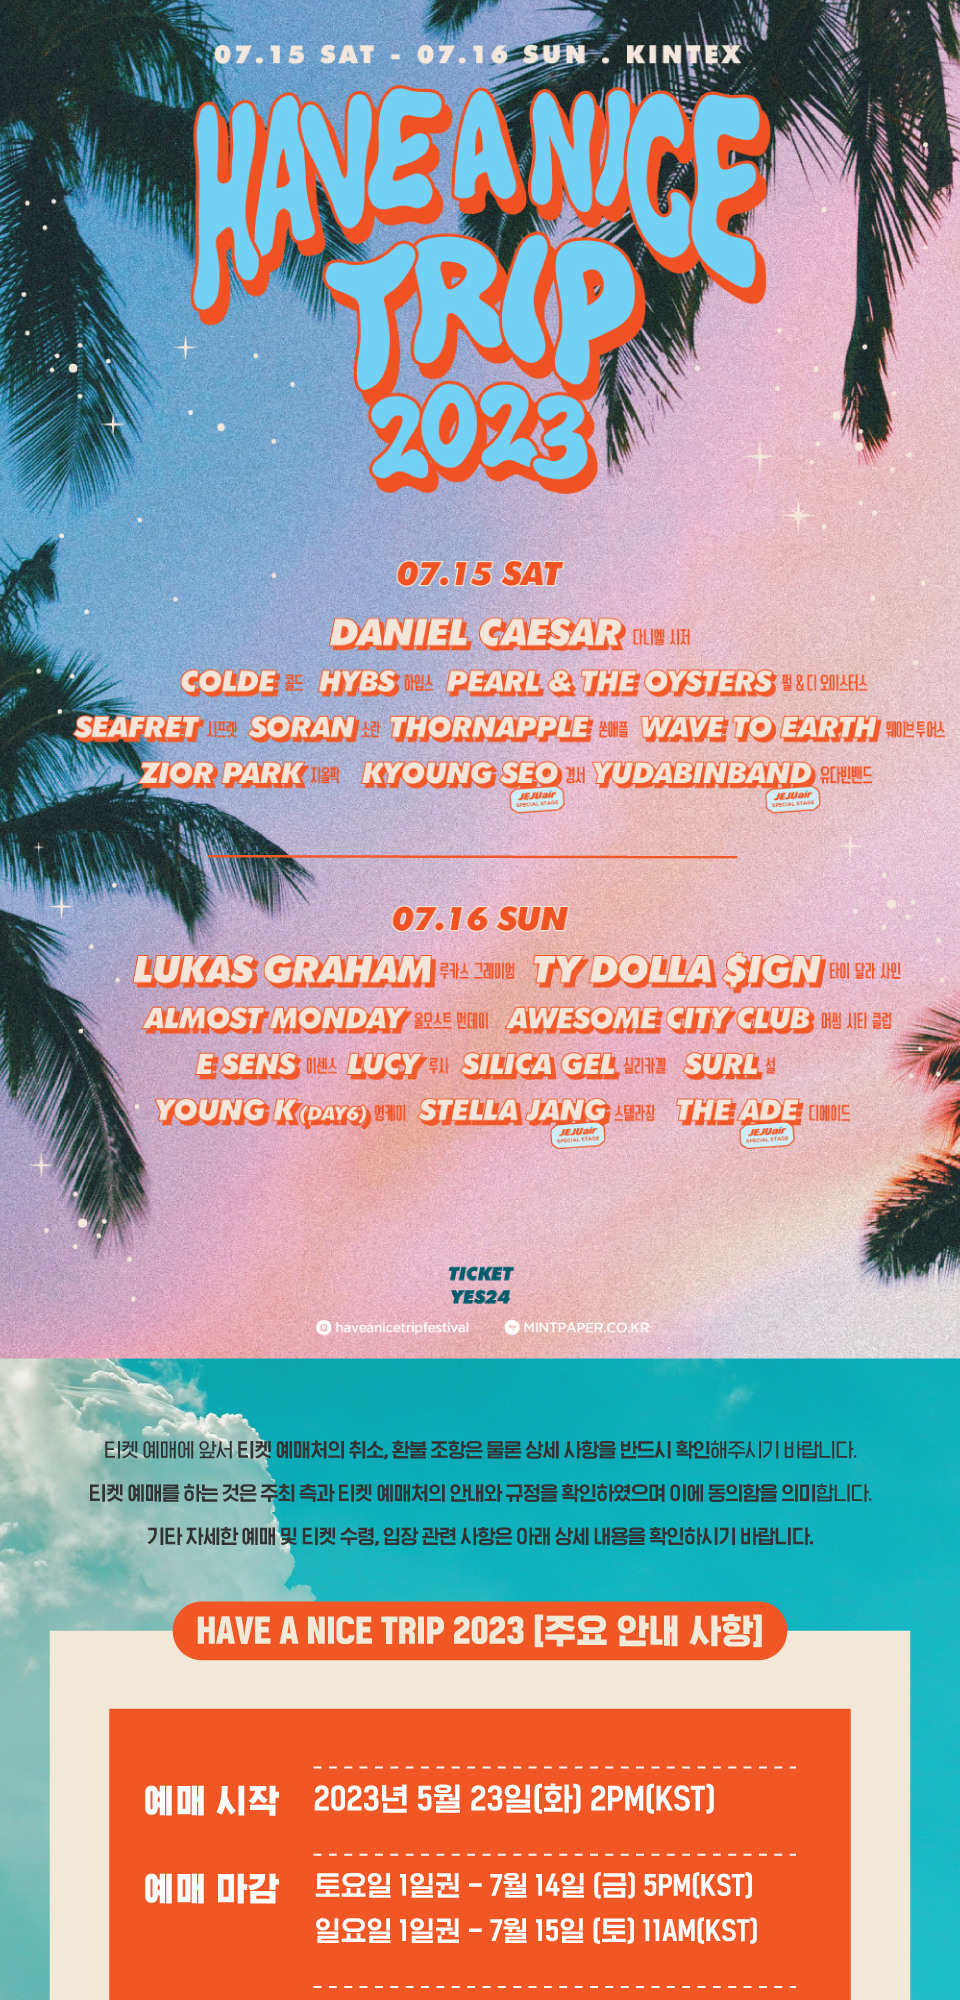 07.15 SAT - 07.16 SUN . KINTEX
HAVE A NICE
TRIP
2023
07.15 SAT
DANIEL CAESAR 다니엘 시저
COLDE 콜드 HYBS 하입스 PEARL & THE OYSTERS 펄 & 디 오이스터스
SEAFRET 시프렛 SORAN 소란 THORNAPPLE 쏜애플 WAVE TO EARTH 웨이브 투 어스
ZIOR PARK 지올팍 KYOUNG SEO 경서 YUDABINBAND 유다빈밴드
JEJUair SPECIAL STAGE JEJUair SPECIAL STAGE
07.16 SUN
LUKAS GRAHAM 루카스 그레이엄 TY DOLLA $IGN 타이 달라 사인
ALMOST MONDAY 올모스트 먼데이 AWESOME CITY CLUB 어썸 시티 클럽
E SENS 이센스 LUCY 루시 SILICA GEL 실리카겔 SURL 설
YOUNG K (DAY6) 영케이 STELLA JANG 스텔라장 THE ADE 디에이드
JEJUair SPECIAL STAGE JEJUair SPECIAL STAGE
TICKET
YES24
haveanicetripfestival MINTPAPER.CO.KR
티켓 예매에 앞서 티켓 예매처의 취소, 환불 조항은 물론 상세 사항을 반드시 확인해주시기 바랍니다.
티켓 예매를 하는 것은 주최 측과 티켓 예매처의 안내와 규정을 확인하였으며 이에 동의함을 의미합니다.
기타 자세한 예매 및 티켓 수령, 입장 관련 사항은 아래 상세 내용을 확인하시기 바랍니다.
HAVE A NICE TRIP 2023 [주요 안내 사항]
예매 시작 2023년 5월 23일(화) 2PM(KST)
예매 마감 토요일 1일권 - 7월 14일 (금) 5PM(KST)
일요일 1일권 - 7월 15일 (토) 11AM(KST)